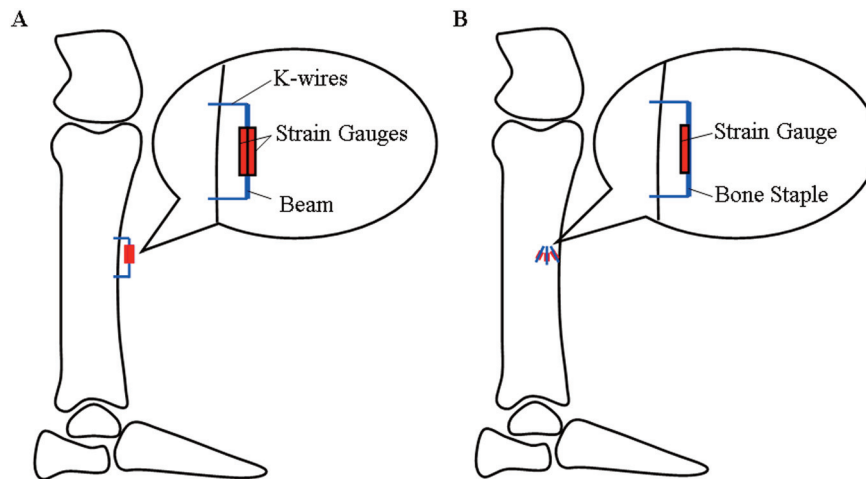 A
K-wires
Strain Gauges
Beam
B
Strain Gauge
Bone Staple